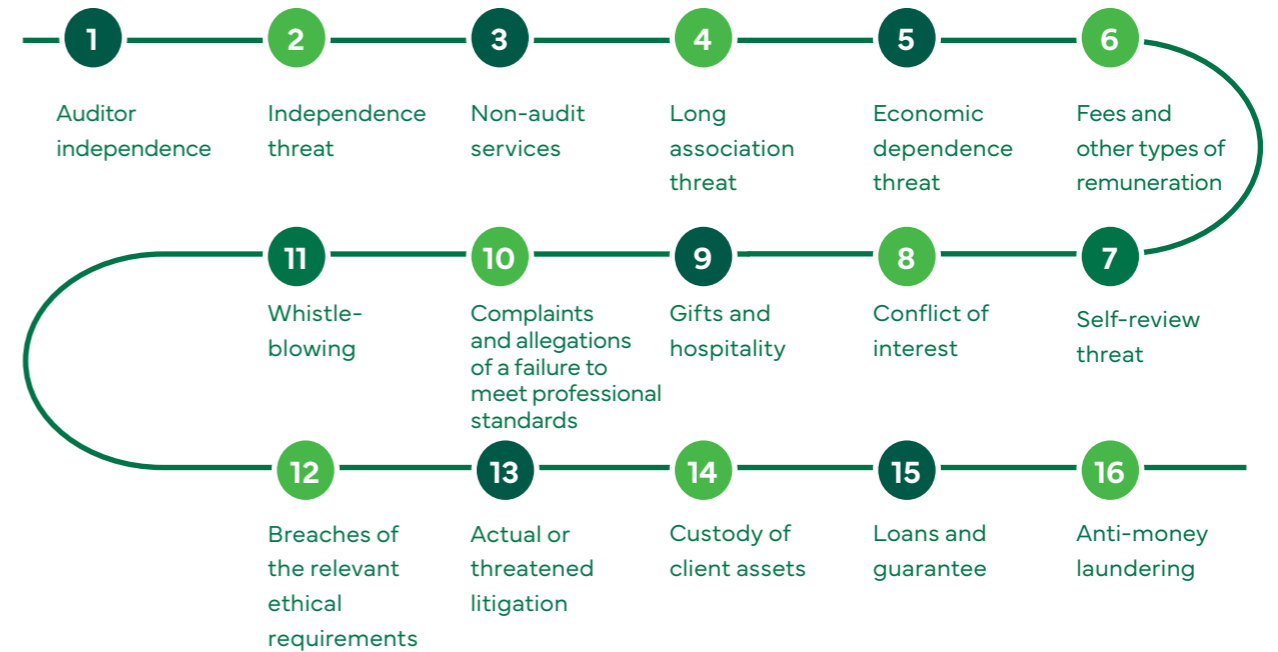 1
Auditor
independence
2
Independence
threat
3
Non-audit
services
4
Long
association
threat
5
Economic
dependence
threat
6
Fees and
other types of
remuneration
7
Self-review
threat
8
Conflict of
interest
9
Gifts and
hospitality
10
Complaints
and allegations
of a failure to
meet professional
standards
11
Whistle-
blowing
12
Breaches of
the relevant
ethical
requirements
13
Actual or
threatened
litigation
14
Custody of
client assets
15
Loans and
guarantee
16
Anti-money
laundering